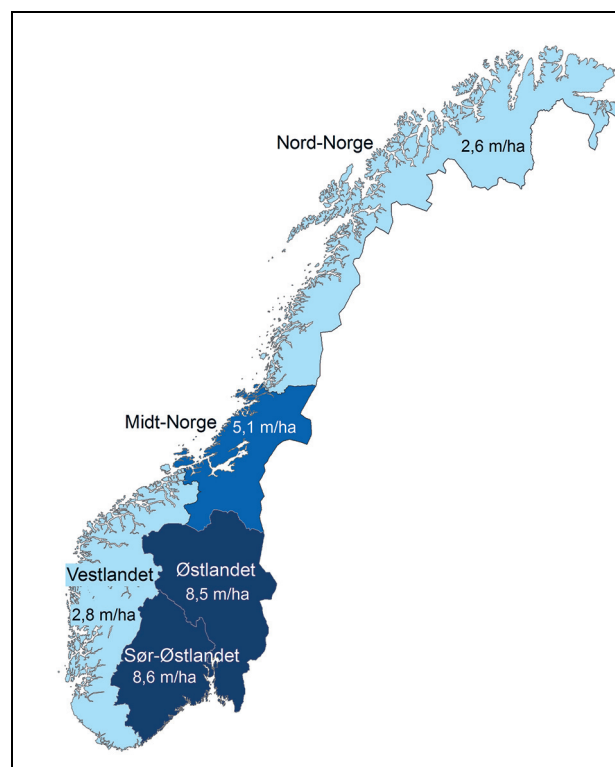 Nord-Norge
2,6 m/ha
Midt-Norge
5,1 m/ha
Vestlandet
2,8 m/ha
Østlandet
8,5 m/ha
Sør-Østlandet
8,6 m/ha